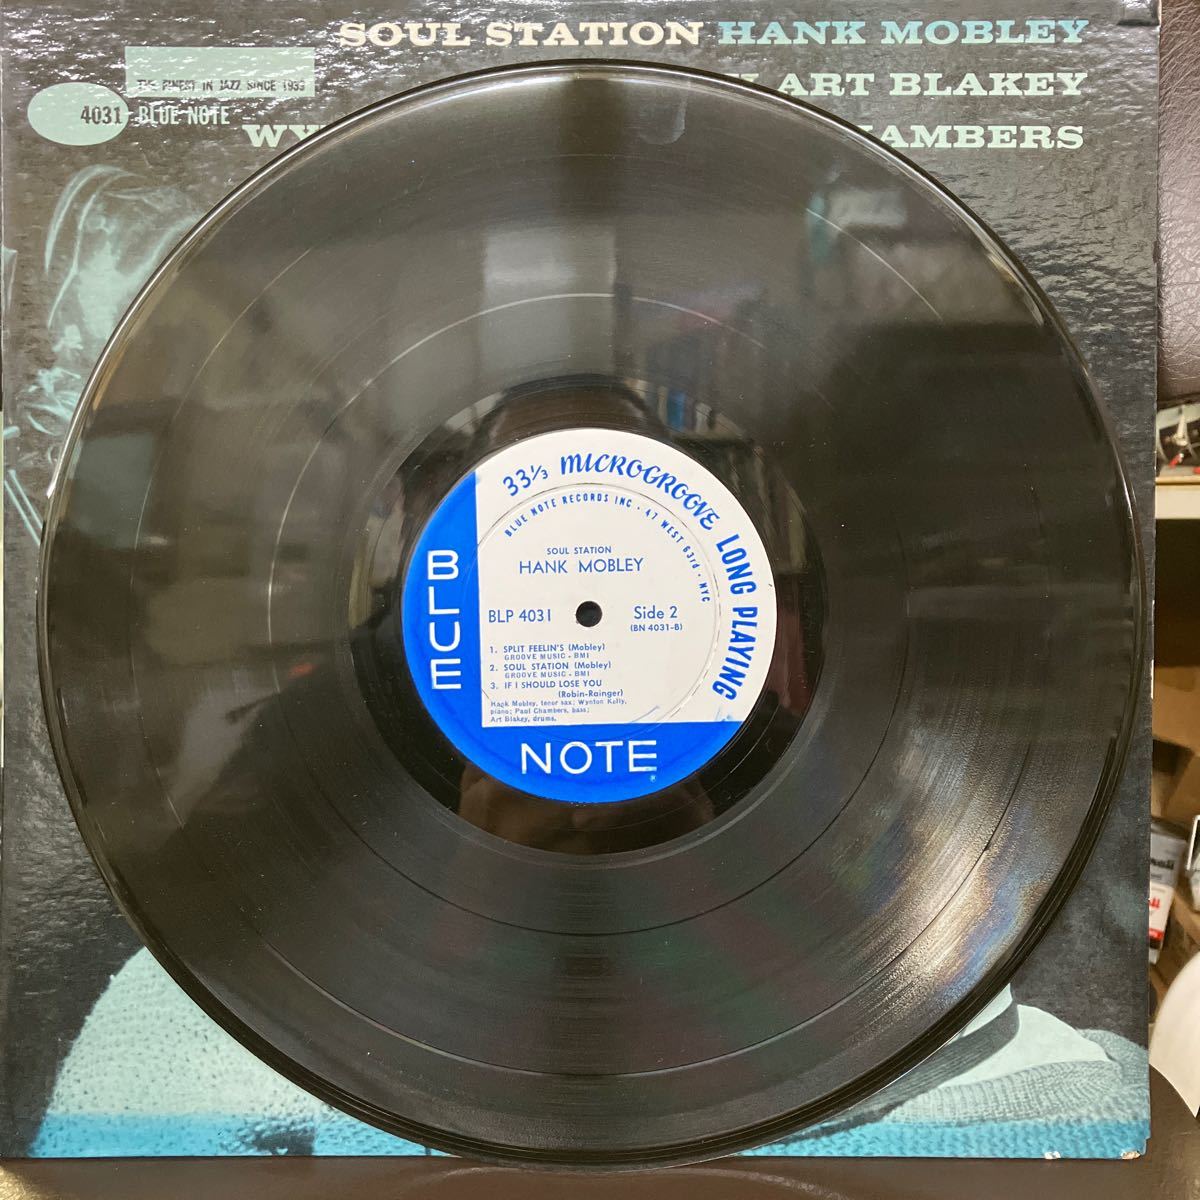 SOUL STATION HANK MOBLEY
ART BLAKEY
WY AMBERS
THE FINEST IN JAZZ SINCE 1939
4031 BLUE NOTE
33 1/3 MICROGROOVE LONG PLAYING
BLUE NOTE RECORDS INC · 47 WEST 63rd · NYC
SOUL STATION
HANK MOBLEY
BLP 4031 Side 2
(BN 4031-B)
1. SPLIT FEELIN'S (Mobley)
GROOVE MUSIC - BMI
2. SOUL STATION (Mobley)
GROOVE MUSIC - BMI
3. IF I SHOULD LOSE YOU
(Robin-Rainger)
Hank Mobley, tenor sax; Wynton Kelly,
piano; Paul Chambers, bass;
Art Blakey, drums.
BLUE
NOTE
®